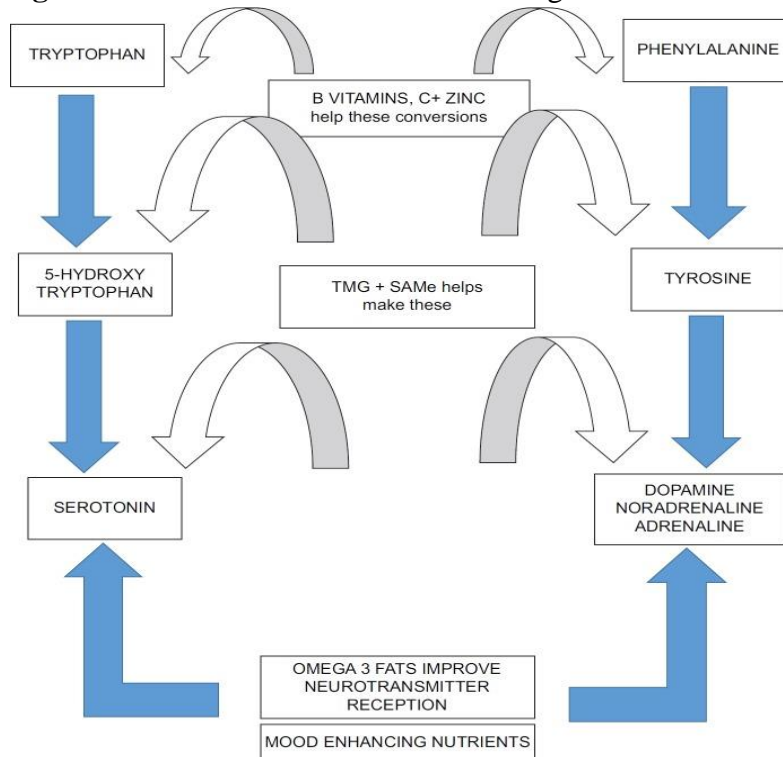 TRYPTOPHAN
PHENYLALANINE
B VITAMINS, C+ ZINC
help these conversions
5-HYDROXY
TRYPTOPHAN
TMG + SAMe helps
make these
TYROSINE
SEROTONIN
DOPAMINE
NORADRENALINE
ADRENALINE
OMEGA 3 FATS IMPROVE
NEUROTRANSMITTER
RECEPTION
MOOD ENHANCING NUTRIENTS